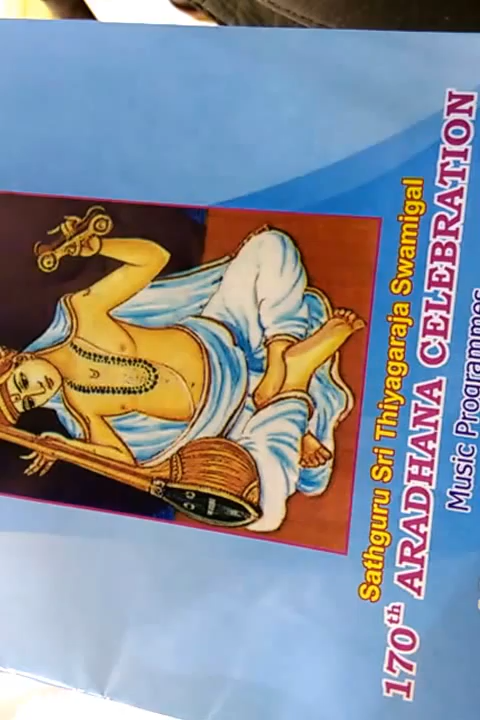 Sathguru Sri Thiyagaraja Swamigal
170th ARADHANA CELEBRATION
Music Programmes